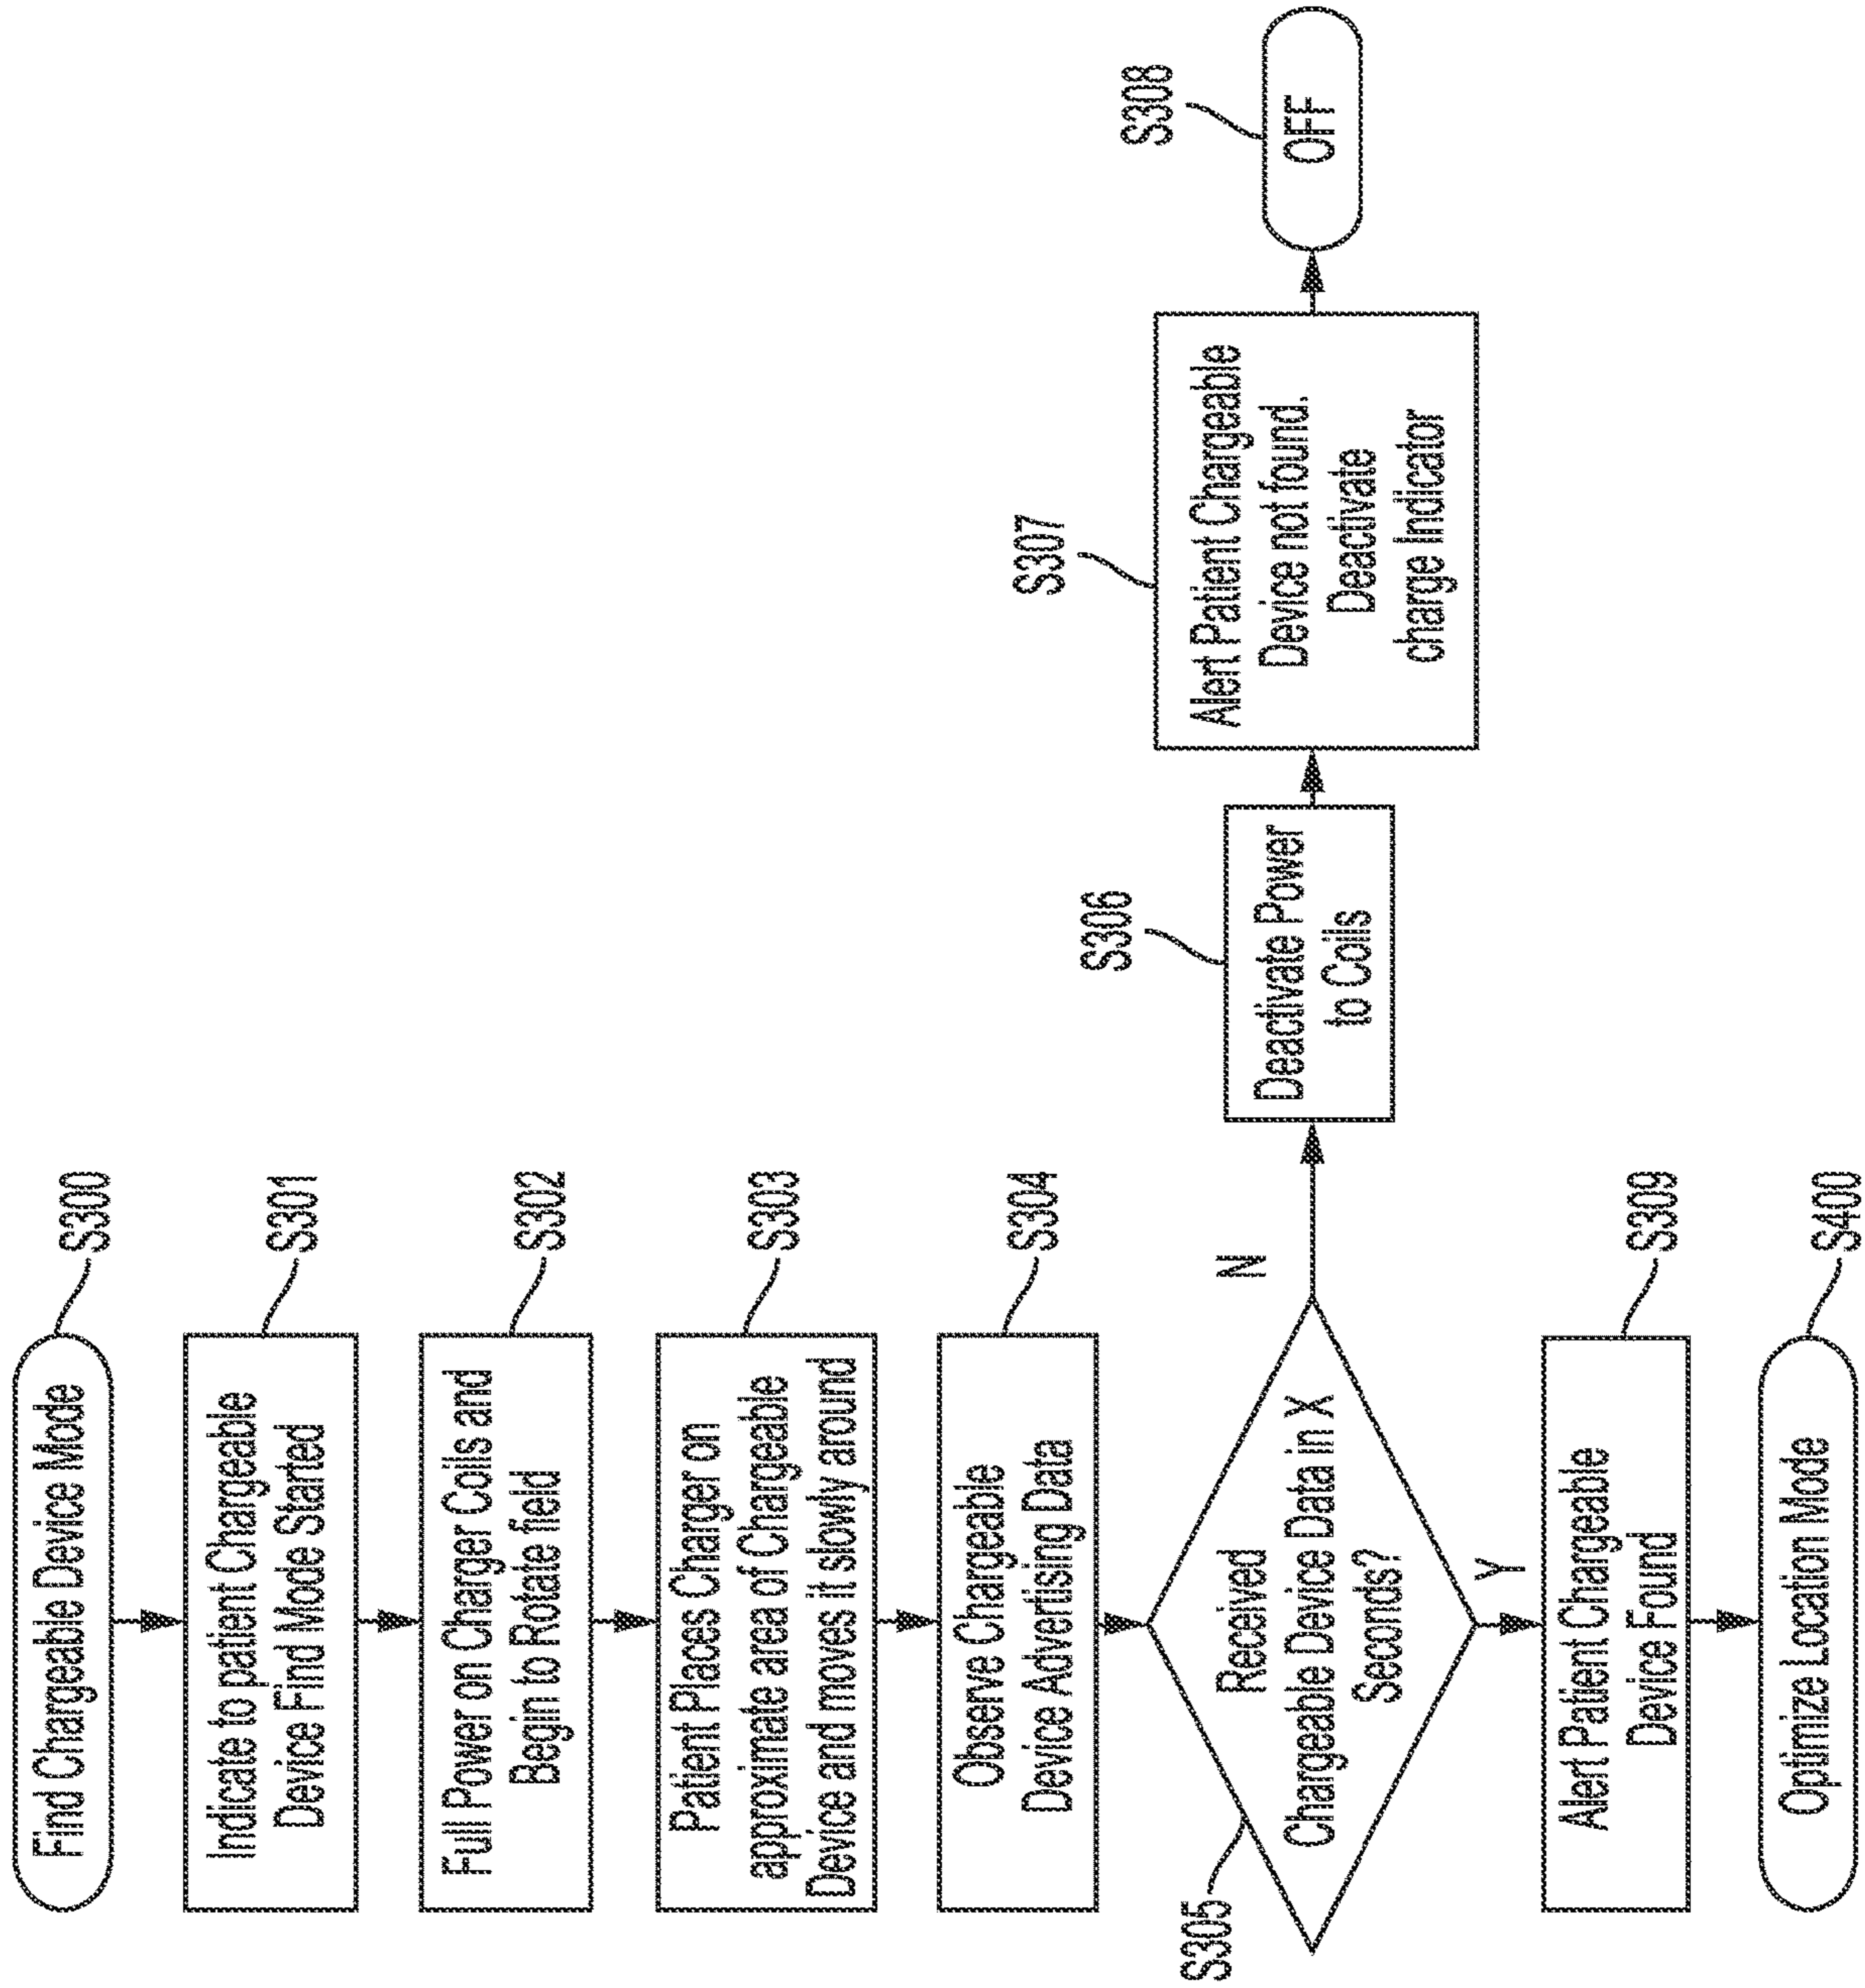 Find Chargeable Device Mode
S300
Indicate to patient Chargeable
Device Find Mode Started
S301
Full Power on Charger Coils and
Begin to Rotate field
S302
Patient Places Charger on
approximate area of Chargeable
Device and moves it slowly around
S303
Observe Chargeable
Device Advertising Data
S304
Received
Chargeable Device Data in X
Seconds?
S305
N
Deactivate Power
to Coils
S306
Alert Patient Chargeable
Device not found.
Deactivate
charge Indicator
S307
OFF
S308
Y
Alert Patient Chargeable
Device Found
S309
Optimize Location Mode
S400